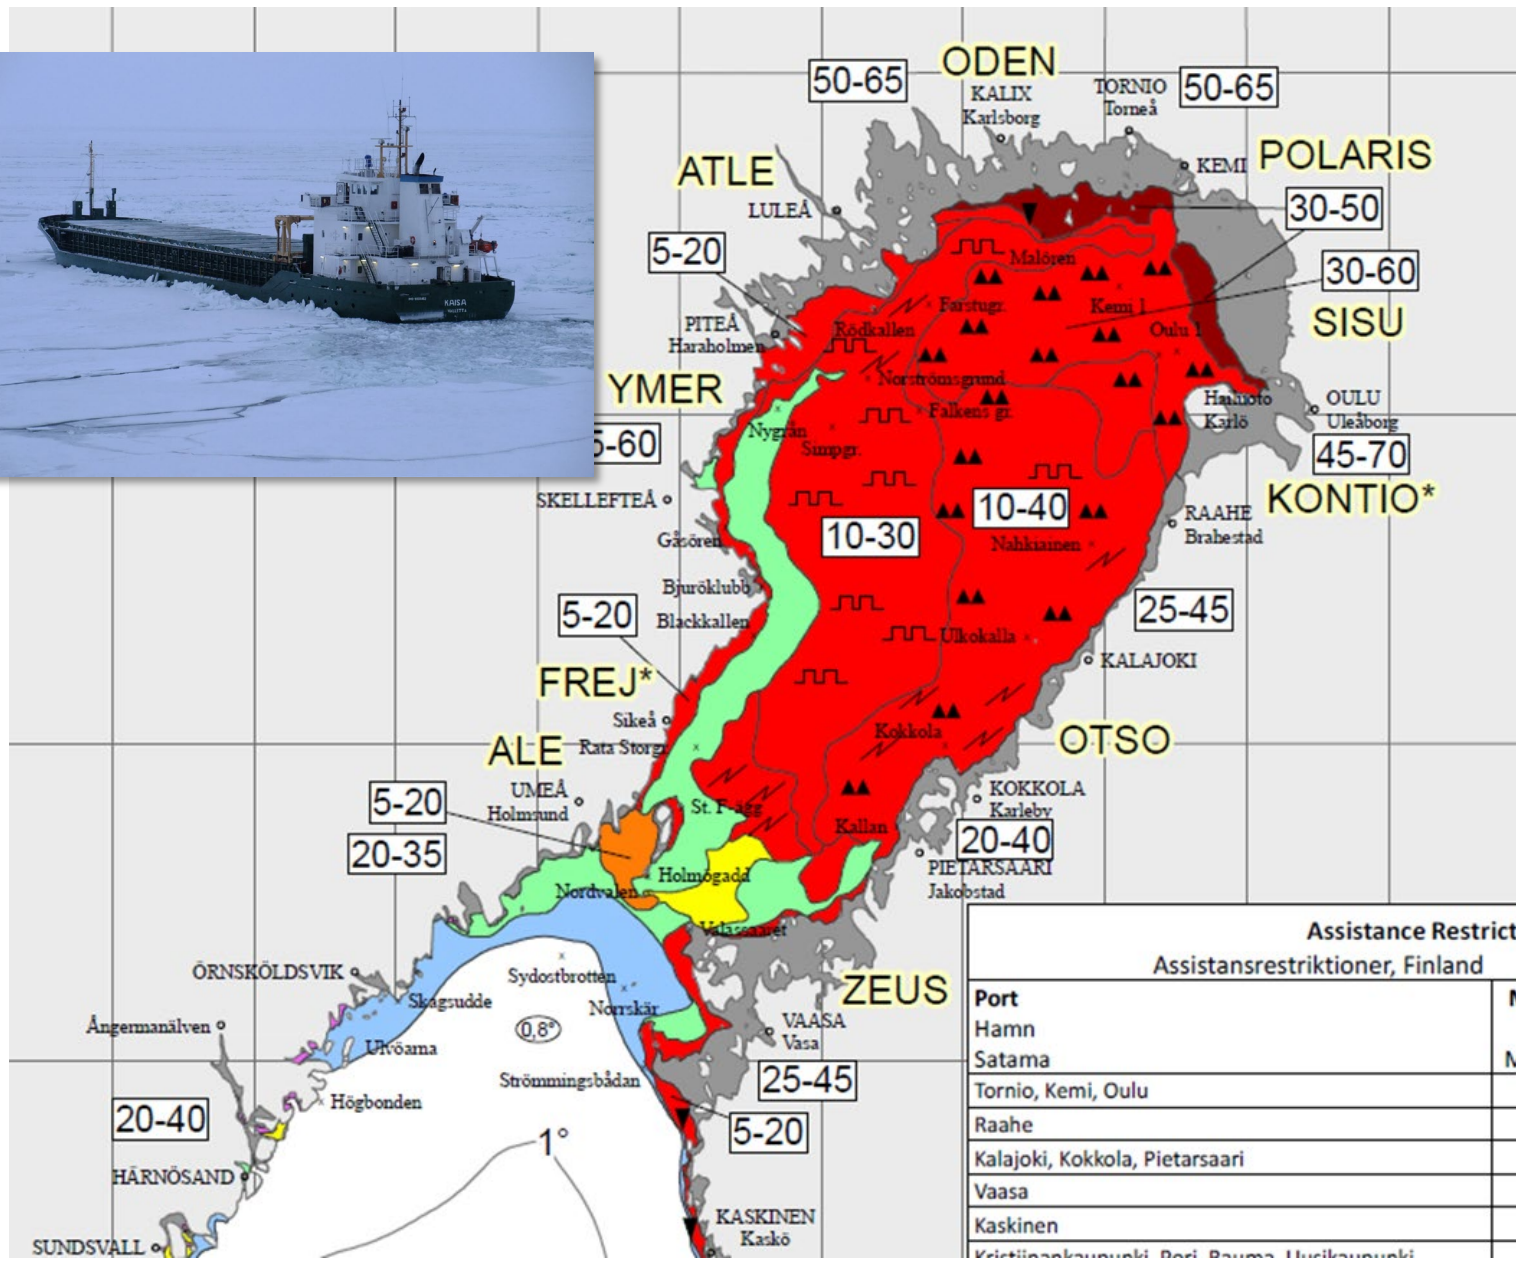 ODEN
50-65
KALIX
Karlsborg
TORNIO
Torneå
50-65
ATLE
LULEÅ
KEMI
POLARIS
30-50
5-20
Malören
30-60
Kemi 1
Farstugr.
SISU
PITEÅ
Haraholmen
Rödkallen
Oulu 1
KAISA
YMER
Norströmsgrund
Hailuoto
Karlö
OULU
Uleåborg
Falkens gr.
Nygrån
Simpgr.
45-70
KONTIO*
SKELLEFTEÅ
10-30
10-40
RAAHE
Brahestad
Gåsören
Nahkiainen
Bjuröklubb
5-20
Blackkallen
25-45
Ulkokalla
KALAJOKI
FREJ*
Sikeå
Rata Storgr.
Kokkola
OTSO
ALE
UMEÅ
Holmsund
5-20
20-35
St. F-ägg
Kallan
KOKKOLA
Karleby
20-40
PIETARSAARI
Jakobstad
Holmögadd
Nordvalen
Valassaaret
ÖRNSKÖLDSVIK
Sydostbrotten
Skagsudde
Norrskär
ZEUS
Ångermanälven
0,8°
VAASA
Vasa
Ulvöarna
Strömmingsbådan
25-45
Högbonden
20-40
5-20
1°
HÄRNÖSAND
KASKINEN
Kaskö
SUNDSVALL
Assistance Restrict
Assistansrestriktioner, Finland
Port
Hamn
Satama
Tornio, Kemi, Oulu
Raahe
Kalajoki, Kokkola, Pietarsaari
Vaasa
Kaskinen